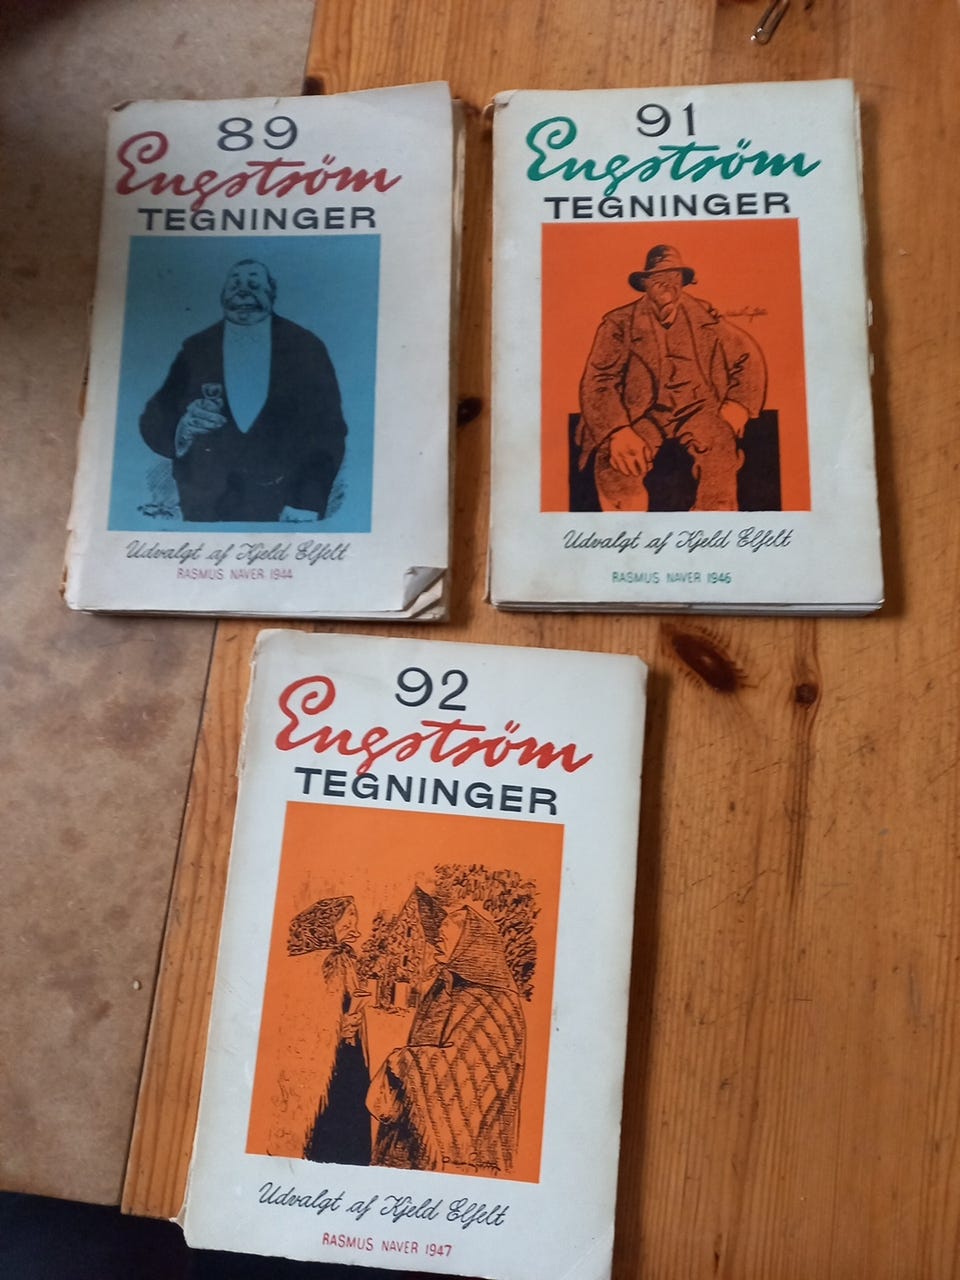 89
Engström
TEGNINGER
Udvalgt af Kjeld Elfelt
RASMUS NAVER 1944
91
Engström
TEGNINGER
Udvalgt af Kjeld Elfelt
RASMUS NAVER 1946
92
Engström
TEGNINGER
Udvalgt af Kjeld Elfelt
RASMUS NAVER 1947